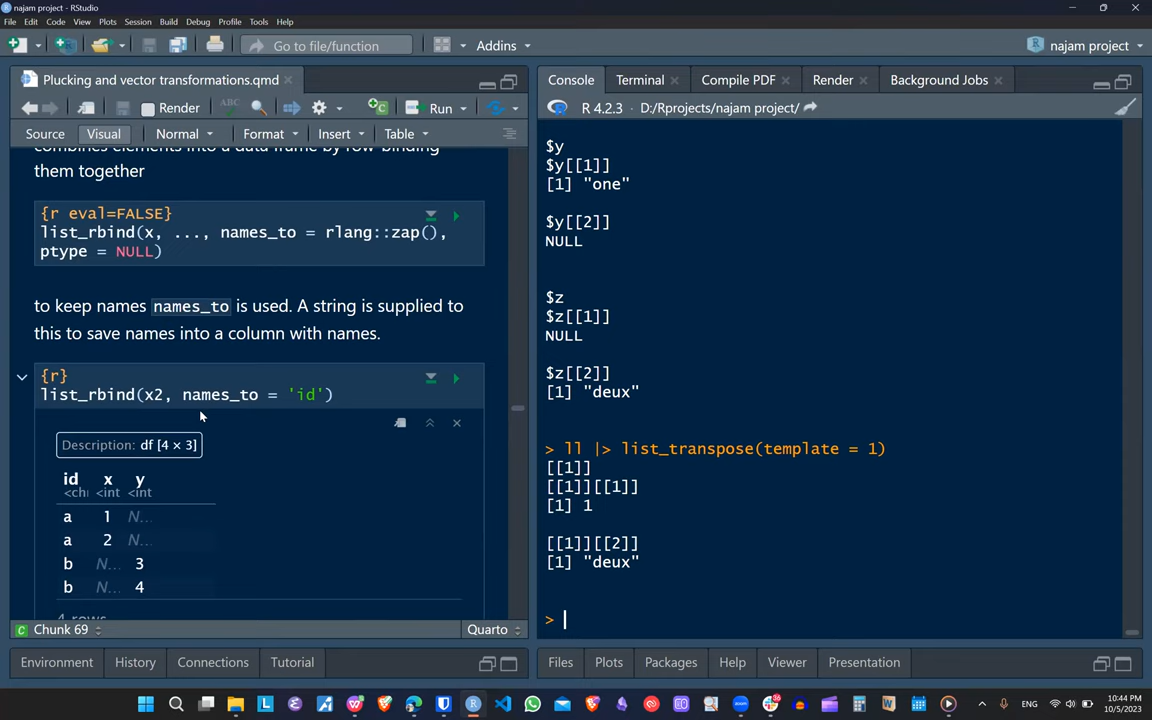 najam project - RStudio
File Edit Code View Plots Session Build Debug Profile Tools Help
Go to file/function
Addins
najam project
Plucking and vector transformations.qmd
Render
Run
Source Visual Normal Format Insert Table
combines elements into a data frame by row-binding
them together
{r eval=FALSE}
list_rbind(x, ..., names_to = rlang::zap(),
ptype = NULL)
to keep names names_to is used. A string is supplied to
this to save names into a column with names.
{r}
list_rbind(x2, names_to = 'id')
Description: df [4 × 3]
id x y
<chi <int <int
a 1 N...
a 2 N...
b N... 3
b N... 4
4 rows
Chunk 69
Quarto
Environment History Connections Tutorial
Console Terminal Compile PDF Render Background Jobs
R 4.2.3 · D:/Rprojects/najam project/
$y
$y[[1]]
[1] "one"
$y[[2]]
NULL
$z
$z[[1]]
NULL
$z[[2]]
[1] "deux"
> ll |> list_transpose(template = 1)
[[1]]
[[1]][[1]]
[1] 1
[[1]][[2]]
[1] "deux"
>
Files Plots Packages Help Viewer Presentation
ENG
10:44 PM
10/5/2023